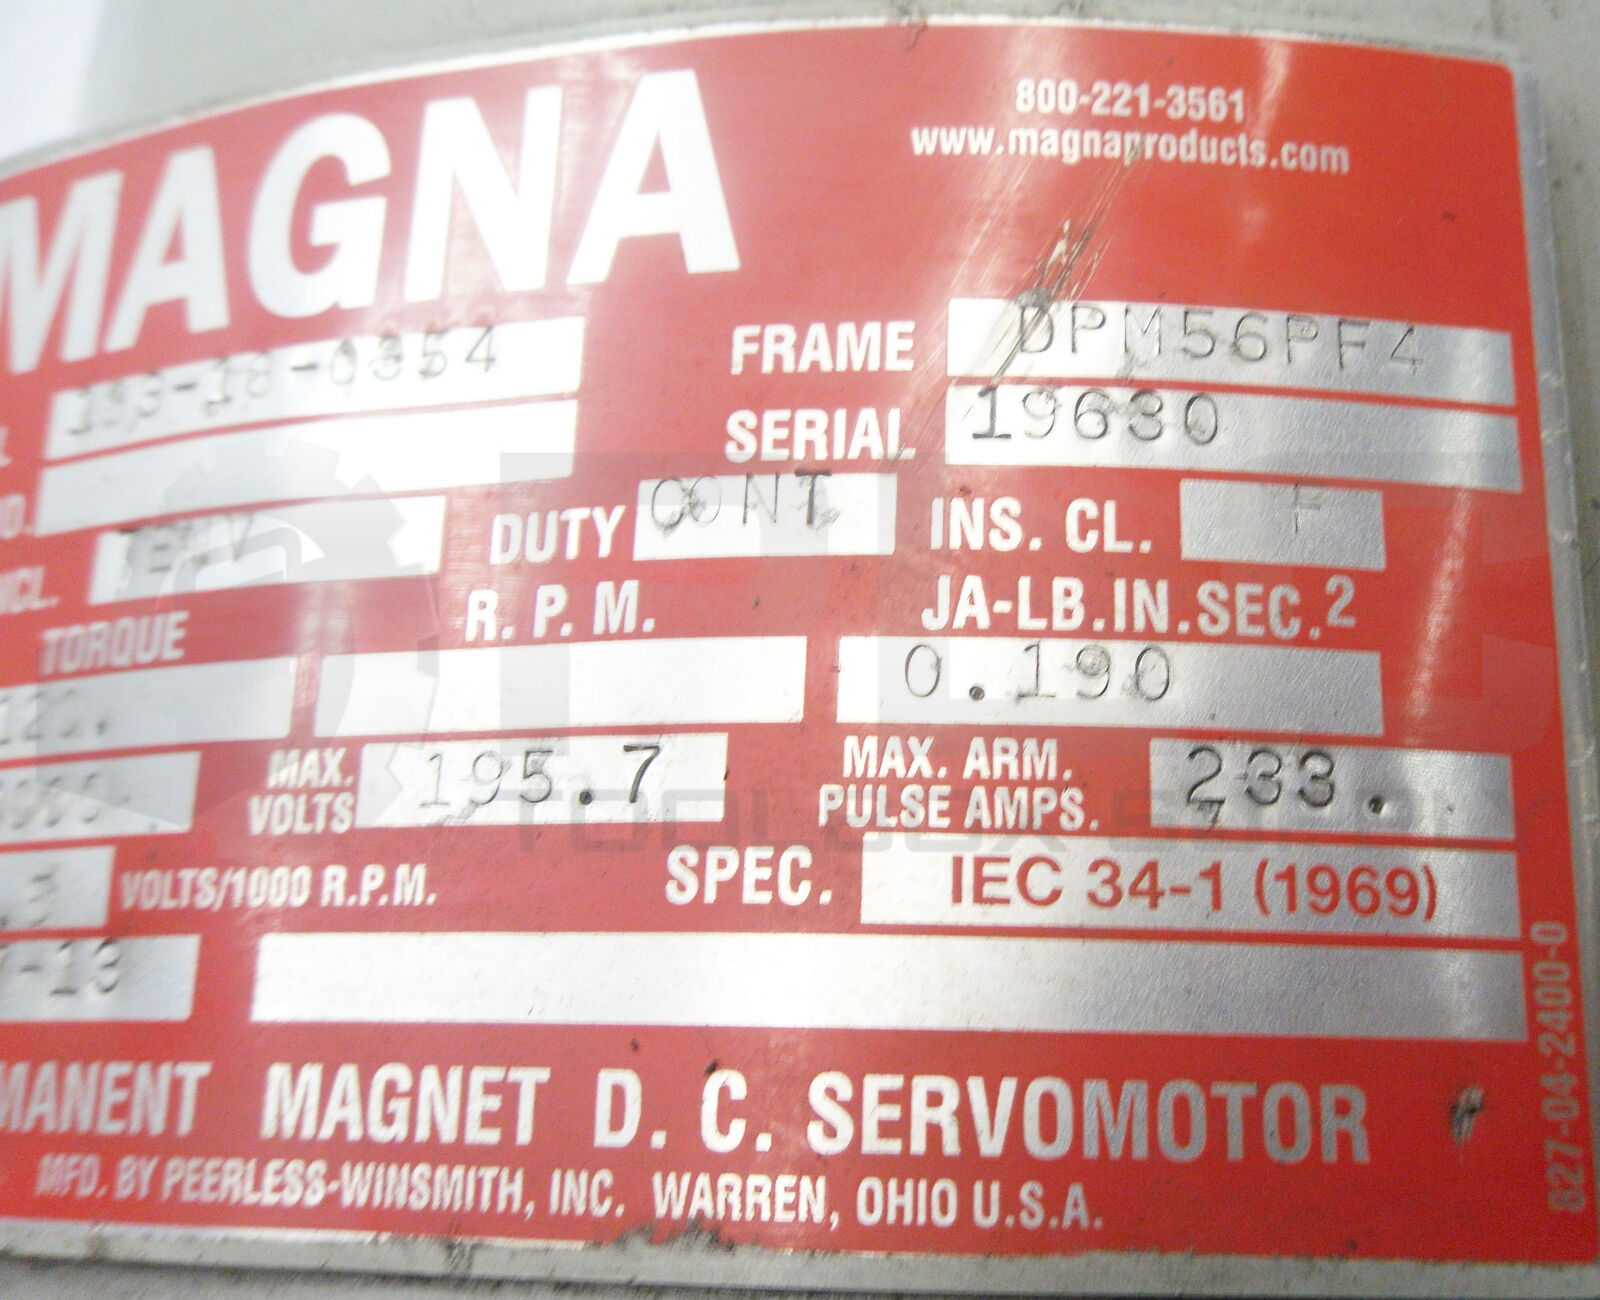 MAGNA
800-221-3561
www.magnaproducts.com
FRAME DPM56PF4
SERIAL 19630
DUTY CONT INS. CL. F
TORQUE R.P.M. JA-LB.IN.SEC.2
0.190
MAX. VOLTS 195.7 MAX. ARM. PULSE AMPS. 233.
.3 VOLTS/1000 R.P.M. SPEC. IEC 34-1 (1969)
-13
MANENT MAGNET D. C. SERVOMOTOR
MFD. BY PEERLESS-WINSMITH, INC. WARREN, OHIO U.S.A.
827-04-2400-0